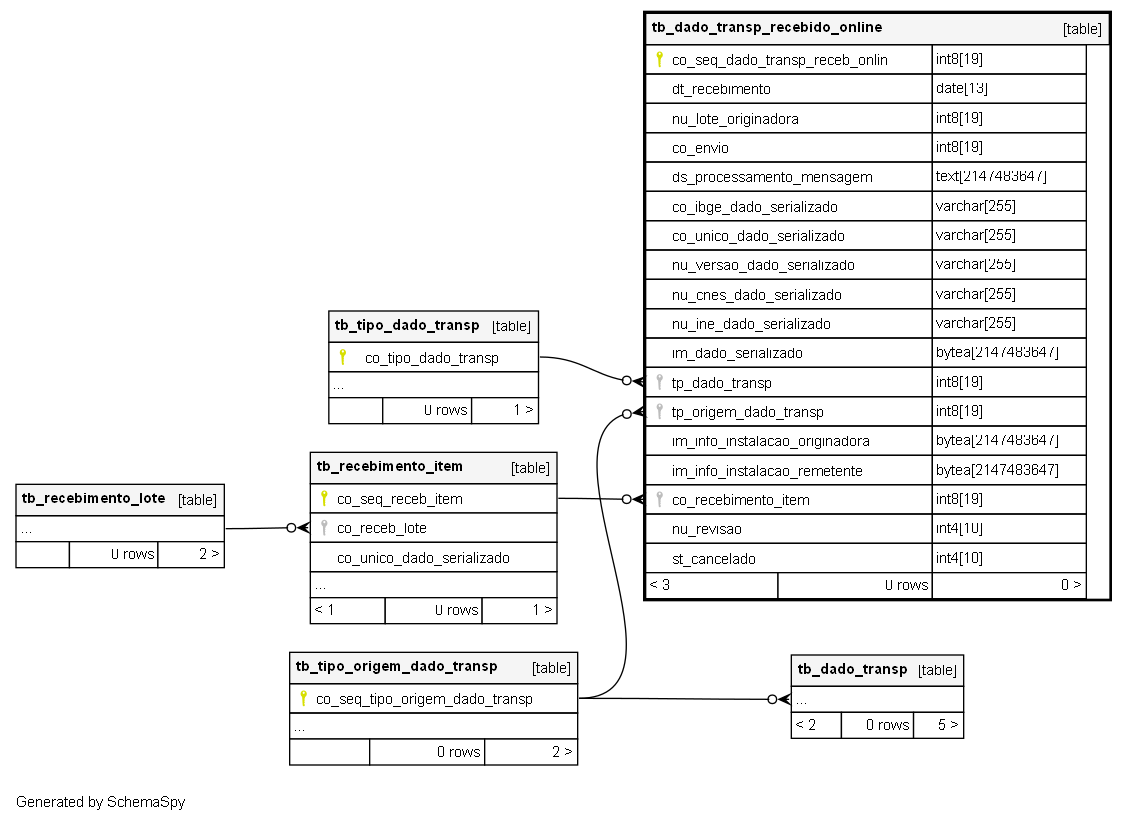 tb_dado_transp_recebido_online [table]
co_seq_dado_transp_receb_onlin int8[19]
dt_recebimento date[13]
nu_lote_originadora int8[19]
co_envio int8[19]
ds_processamento_mensagem text[2147483647]
co_ibge_dado_serializado varchar[255]
co_unico_dado_serializado varchar[255]
nu_versao_dado_serializado varchar[255]
nu_cnes_dado_serializado varchar[255]
nu_ine_dado_serializado varchar[255]
im_dado_serializado bytea[2147483647]
tp_dado_transp int8[19]
tp_origem_dado_transp int8[19]
im_info_instalacao_originadora bytea[2147483647]
im_info_instalacao_remetente bytea[2147483647]
co_recebimento_item int8[19]
nu_revisao int4[10]
st_cancelado int4[10]
< 3 0 rows 0 >
tb_tipo_dado_transp [table]
co_tipo_dado_transp
...
0 rows 1 >
tb_recebimento_item [table]
co_seq_receb_item
co_receb_lote
co_unico_dado_serializado
...
< 1 0 rows 1 >
tb_recebimento_lote [table]
...
0 rows 2 >
tb_tipo_origem_dado_transp [table]
co_seq_tipo_origem_dado_transp
...
0 rows 2 >
tb_dado_transp [table]
...
< 2 0 rows 5 >
Generated by SchemaSpy